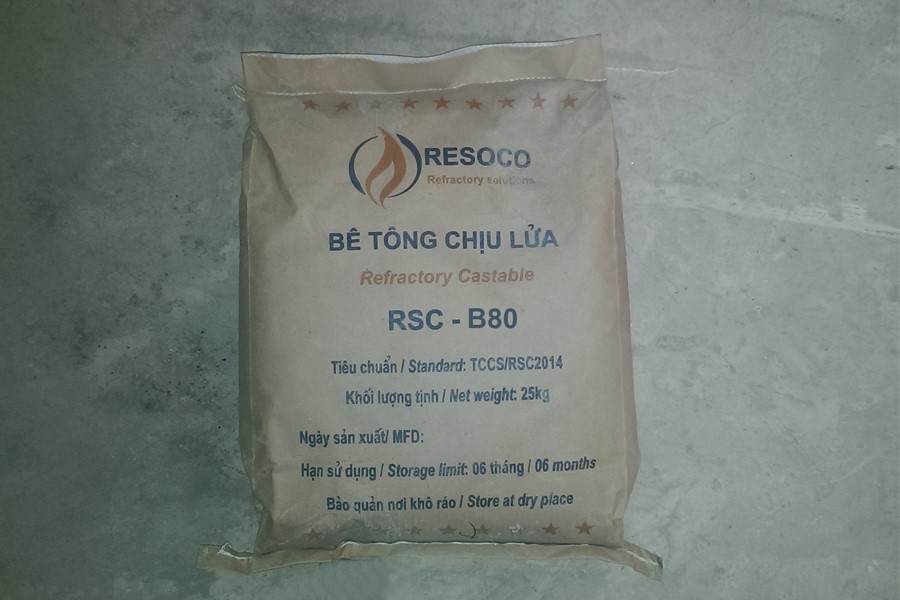 RESOCO
Refractory solutions
BÊ TÔNG CHỊU LỬA
Refractory Castable
RSC - B80
Tiêu chuẩn / Standard: TCCS/RSC2014
Khối lượng tịnh / Net weight: 25kg
Ngày sản xuất/ MFD:
Hạn sử dụng / Storage limit: 06 tháng / 06 months
Bảo quản nơi khô ráo / Store at dry place